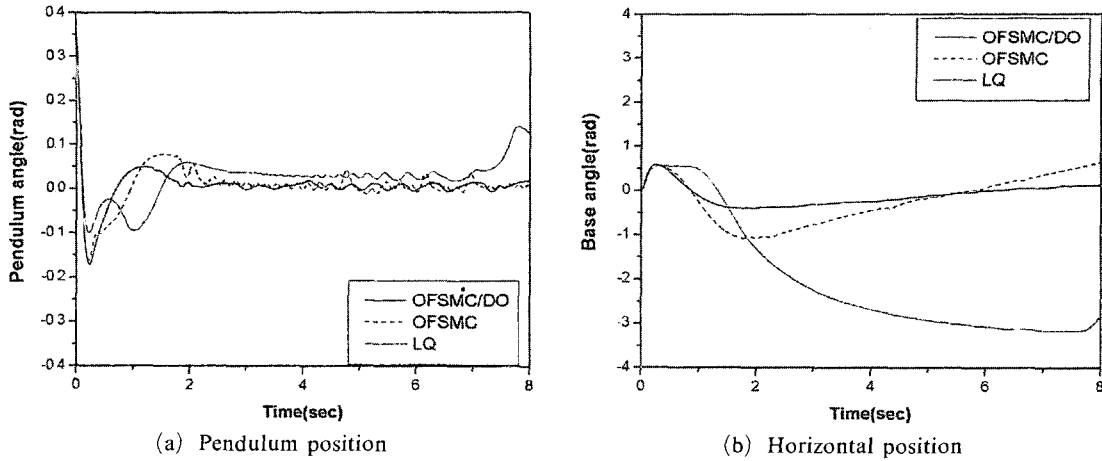 0.4
0.3
0.2
0.1
0.0
-0.1
-0.2
-0.3
-0.4
Pendulum angle(rad)
OFSMC/DO
OFSMC
LQ
0 2 4 6 8
Time(sec)
(a) Pendulum position
4
3
2
1
0
-1
-2
-3
-4
Base angle(rad)
OFSMC/DO
OFSMC
LQ
0 2 4 6 8
Time(sec)
(b) Horizontal position